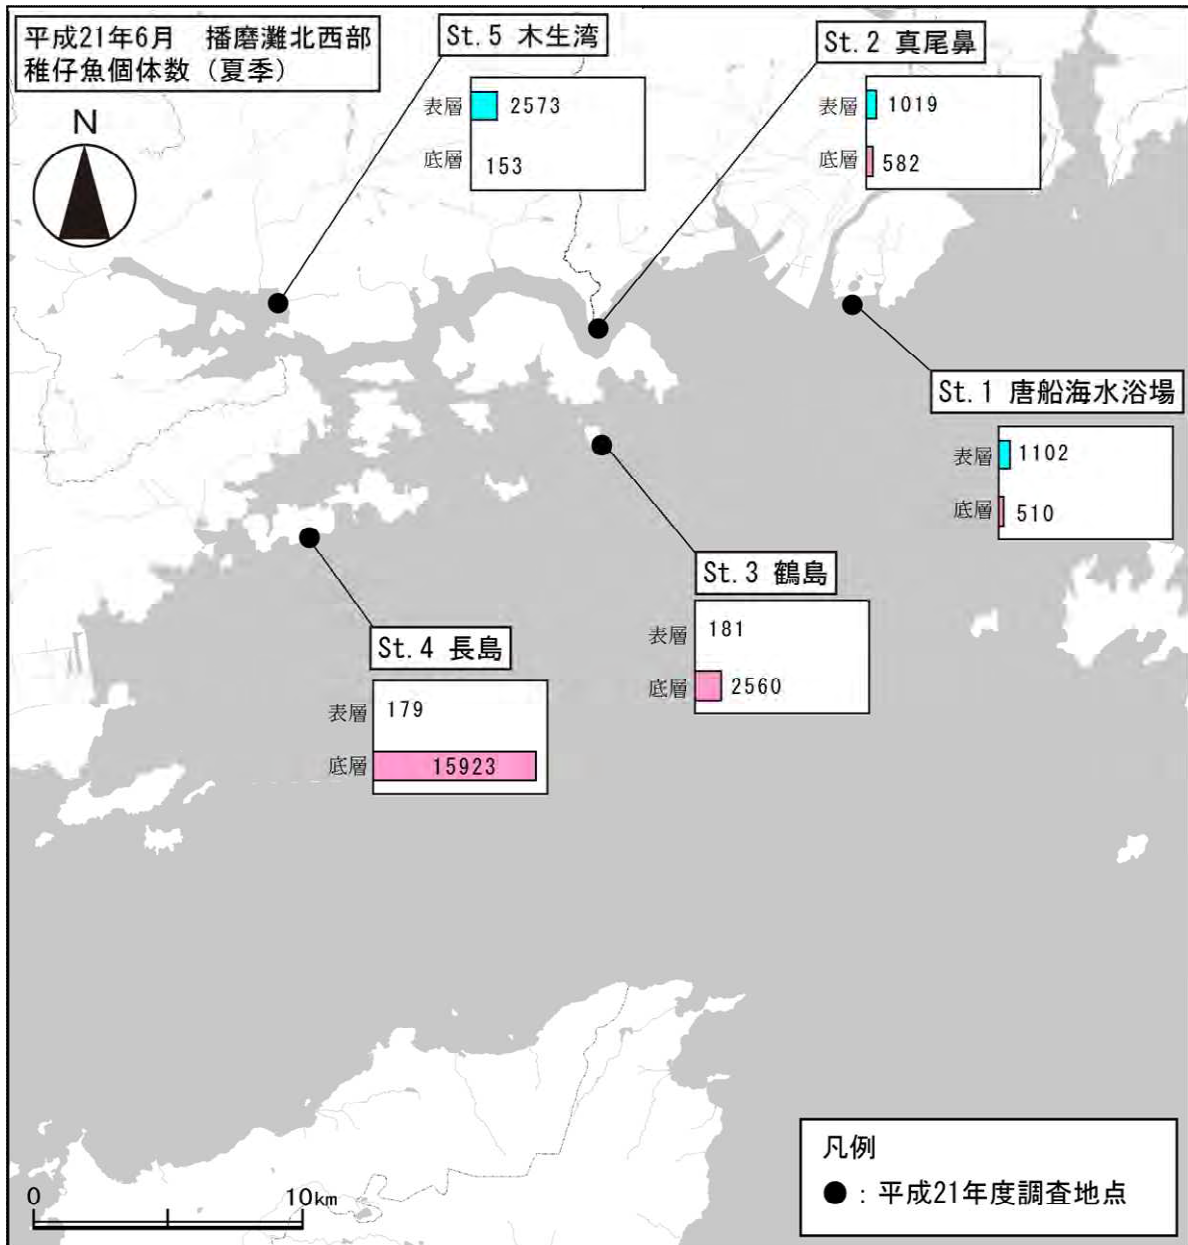 平成21年6月　播磨灘北西部
稚仔魚個体数（夏季）
N
St.5 木生湾
表層 2573
底層 153
St.2 真尾鼻
表層 1019
底層 582
St.1 唐船海水浴場
表層 1102
底層 510
St.3 鶴島
表層 181
底層 2560
St.4 長島
表層 179
底層 15923
0 10km
凡例
●：平成21年度調査地点